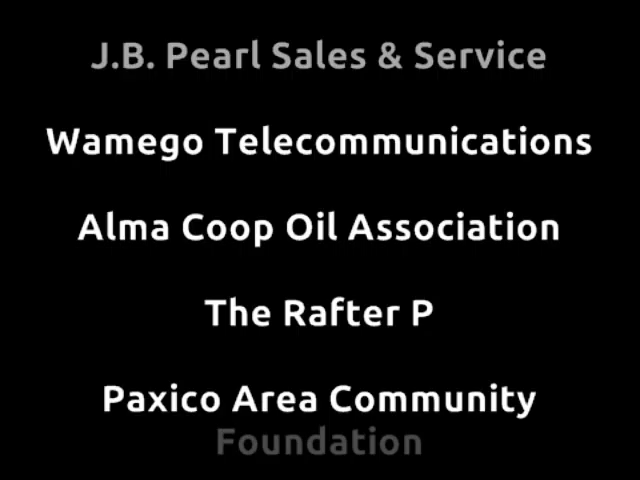 J.B. Pearl Sales & Service
Wamego Telecommunications
Alma Coop Oil Association
The Rafter P
Paxico Area Community
Foundation